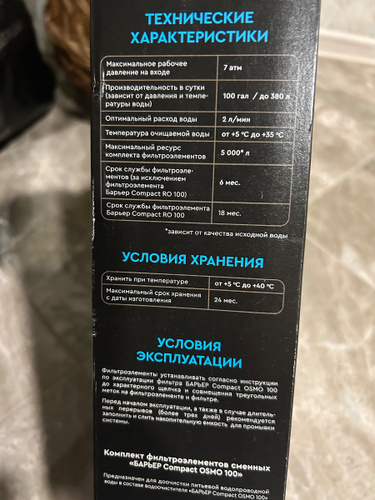 ТЕХНИЧЕСКИЕ
ХАРАКТЕРИСТИКИ
Максимальное рабочее
давление на входе
7 атм
Производительность в сутки
(зависит от давления и темпе-
ратуры воды)
100 гал / до 380 л
Оптимальный расход воды
2 л/мин
Температура очищаемой воды
от +5 °С до +35 °С
Максимальный ресурс
комплекта фильтроэлементов
5 000* л
Срок службы фильтроэле-
ментов (за исключением
фильтроэлемента
Барьер Compact RO 100)
6 мес.
Срок службы фильтроэлемента
Барьер Compact RO 100
18 мес.
*зависит от качества исходной воды
УСЛОВИЯ ХРАНЕНИЯ
Хранить при температуре
от +5 °С до +40 °С
Максимальный срок хранения
с даты изготовления
24 мес.
УСЛОВИЯ
ЭКСПЛУАТАЦИИ
Фильтроэлементы устанавливать согласно инструкции
по эксплуатации фильтра БАРЬЕР Compact OSMO 100
до характерного щелчка и совмещения треугольных
меток на фильтроэлементе и фильтре.
Перед началом эксплуатации, а также в случае длитель-
ных перерывов (более трех дней) рекомендуется
заполнить и слить накопительную емкость для промывки
системы.
Комплект фильтроэлементов сменных
«БАРЬЕР Compact OSMO 100»
Предназначен для доочистки питьевой водопроводной
воды в составе водоочистителя «БАРЬЕР Compact OSMO 100»